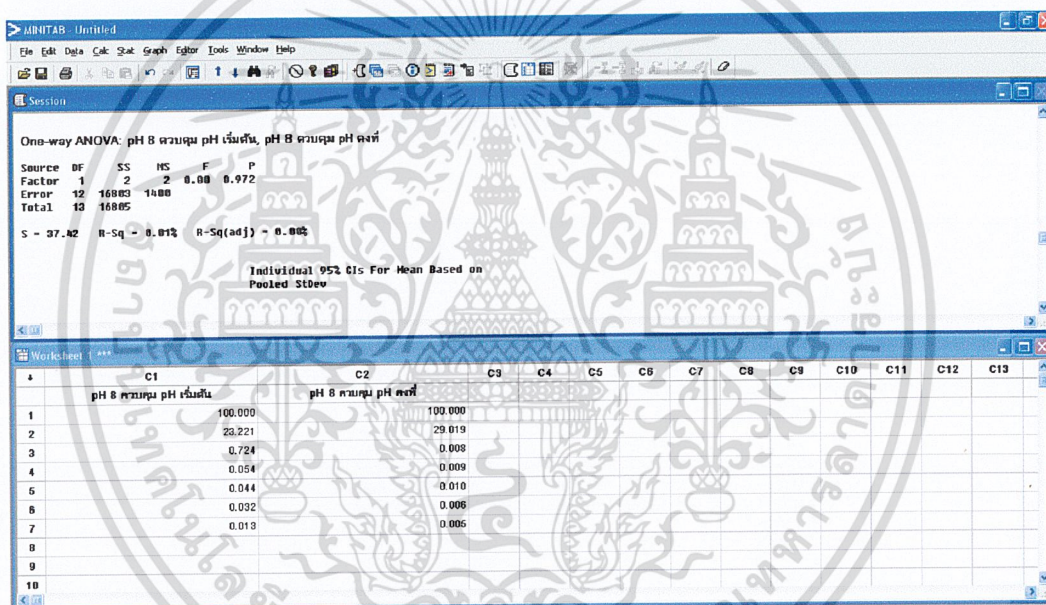 MINITAB - Untitled
File Edit Data Calc Stat Graph Editor Tools Window Help
Session
One-way ANOVA: pH 8 ควบคุม pH เริ่มต้น, pH 8 ควบคุม pH คงที่
Source DF SS MS F P
Factor 1 2 2 0.00 0.972
Error 12 16803 1400
Total 13 16805
S = 37.42 R-Sq = 0.01% R-Sq(adj) = 0.00%
Individual 95% CIs For Mean Based on
Pooled StDev
Worksheet 1 ***
C1 C2 C3 C4 C5 C6 C7 C8 C9 C10 C11 C12 C13
pH 8 ควบคุม pH เริ่มต้น pH 8 ควบคุม pH คงที่
1 100.000 100.000
2 23.221 29.019
3 0.724 0.008
4 0.054 0.009
5 0.044 0.010
6 0.032 0.006
7 0.013 0.005
8
9
10